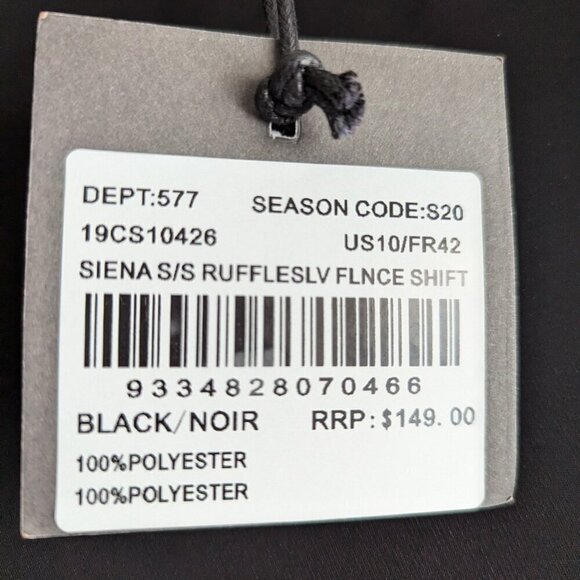 DEPT:577 SEASON CODE:S20
19CS10426 US10/FR42
SIENA S/S RUFFLESLV FLNCE SHIFT
9334828070466
BLACK/NOIR RRP:$149.00
100%POLYESTER
100%POLYESTER